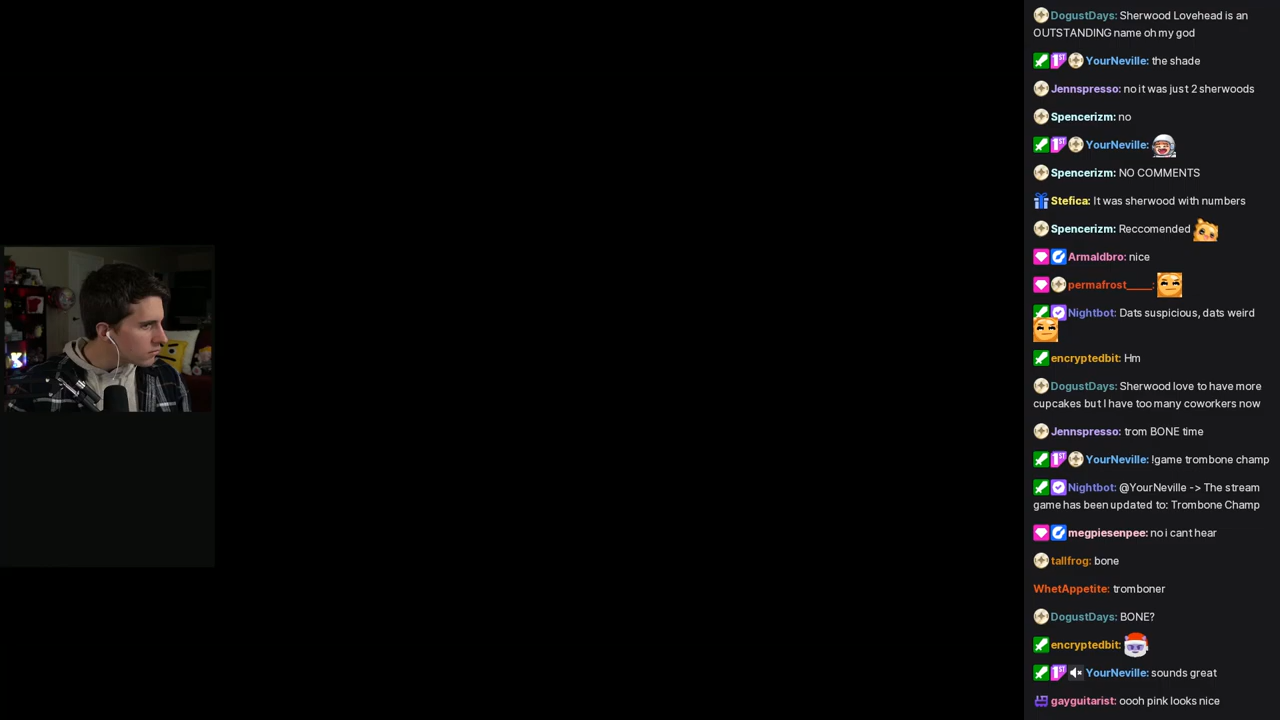 DogustDays: Sherwood Lovehead is an
OUTSTANDING name oh my god
YourNeville: the shade
Jennspresso: no it was just 2 sherwoods
Spencerizm: no
YourNeville:
Spencerizm: NO COMMENTS
Stefica: It was sherwood with numbers
Spencerizm: Reccomended
Armaldbro: nice
permafrost_____:
Nightbot: Dats suspicious, dats weird
encryptedbit: Hm
DogustDays: Sherwood love to have more
cupcakes but I have too many coworkers now
Jennspresso: trom BONE time
YourNeville: !game trombone champ
Nightbot: @YourNeville -> The stream
game has been updated to: Trombone Champ
megpiesenpee: no i cant hear
tallfrog: bone
WhetAppetite: tromboner
DogustDays: BONE?
encryptedbit:
YourNeville: sounds great
gayguitarist: oooh pink looks nice